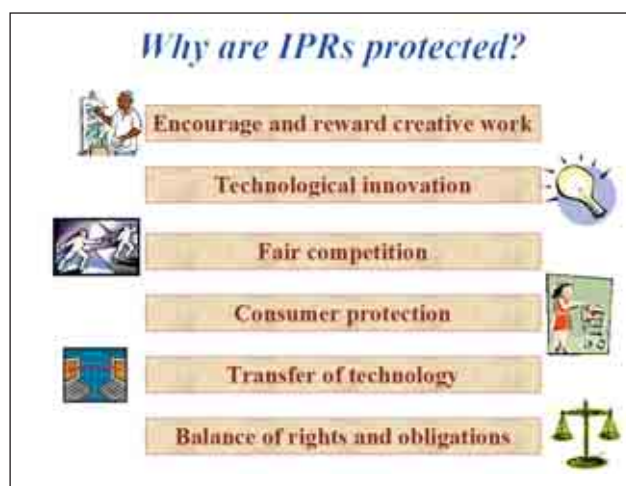 Why are IPRs protected?
Encourage and reward creative work
Technological innovation
Fair competition
Consumer protection
Transfer of technology
Balance of rights and obligations